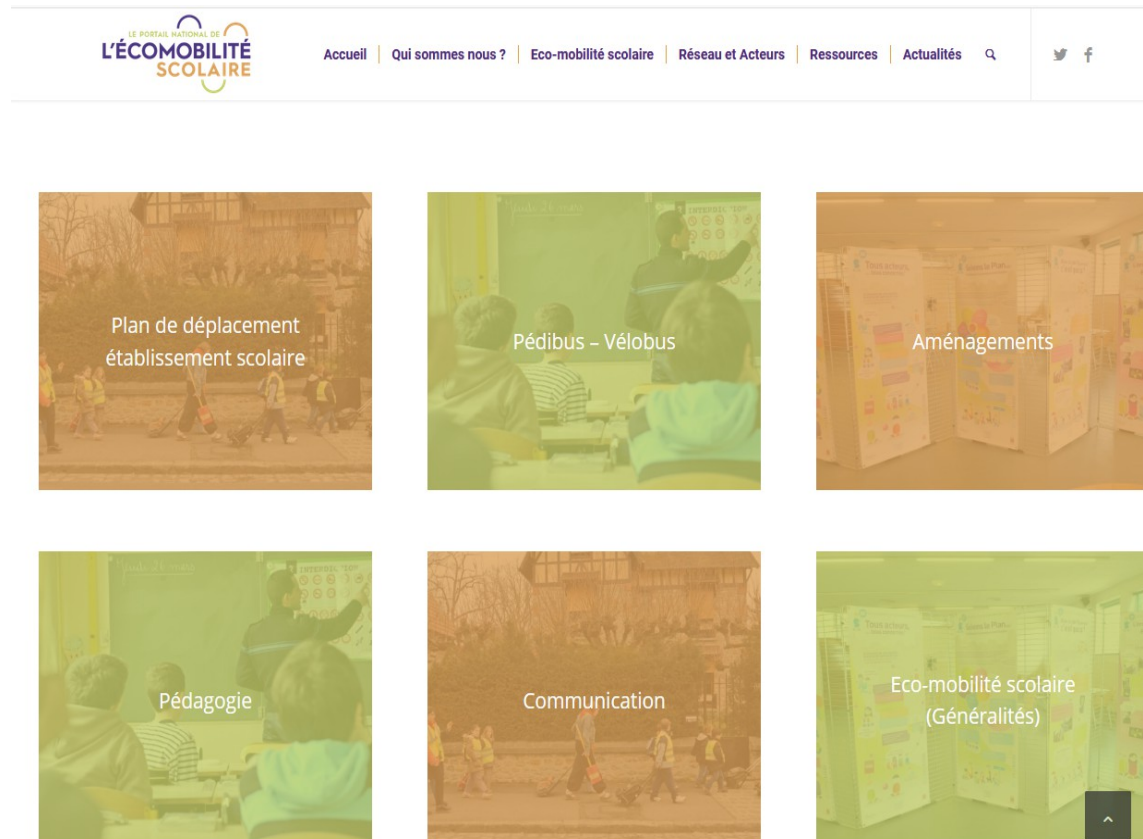 LE PORTAIL NATIONAL DE
L'ÉCOMOBILITÉ
SCOLAIRE
Accueil
Qui sommes nous ?
Eco-mobilité scolaire
Réseau et Acteurs
Ressources
Actualités
Plan de déplacement
établissement scolaire
Pédibus – Vélobus
Aménagements
Pédagogie
Communication
Eco-mobilité scolaire
(Généralités)